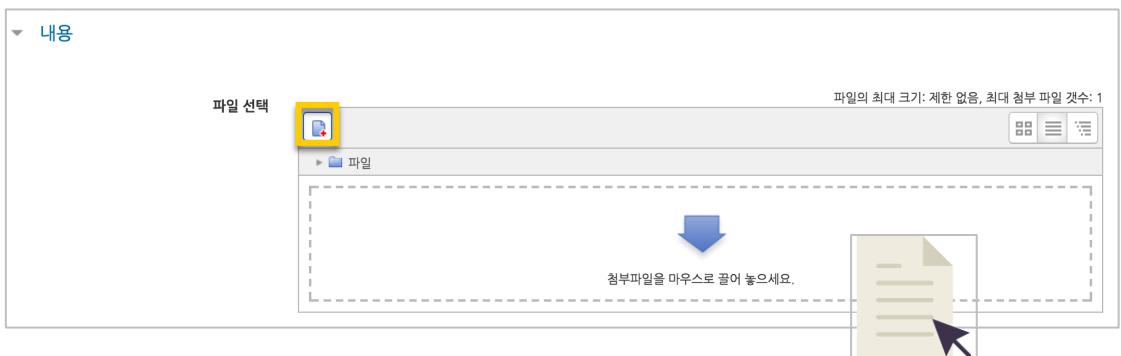 내용
파일의 최대 크기: 제한 없음, 최대 첨부 파일 갯수: 1
파일 선택
파일
첨부파일을 마우스로 끌어 놓으세요.